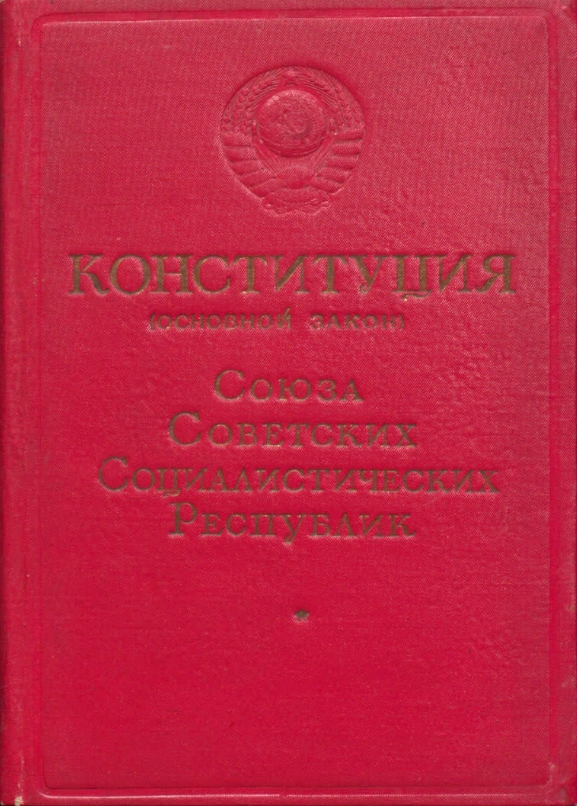 КОНСТИТУЦИЯ
(ОСНОВНОЙ ЗАКОН)
СОЮЗА
СОВЕТСКИХ
СОЦИАЛИСТИЧЕСКИХ
РЕСПУБЛИК